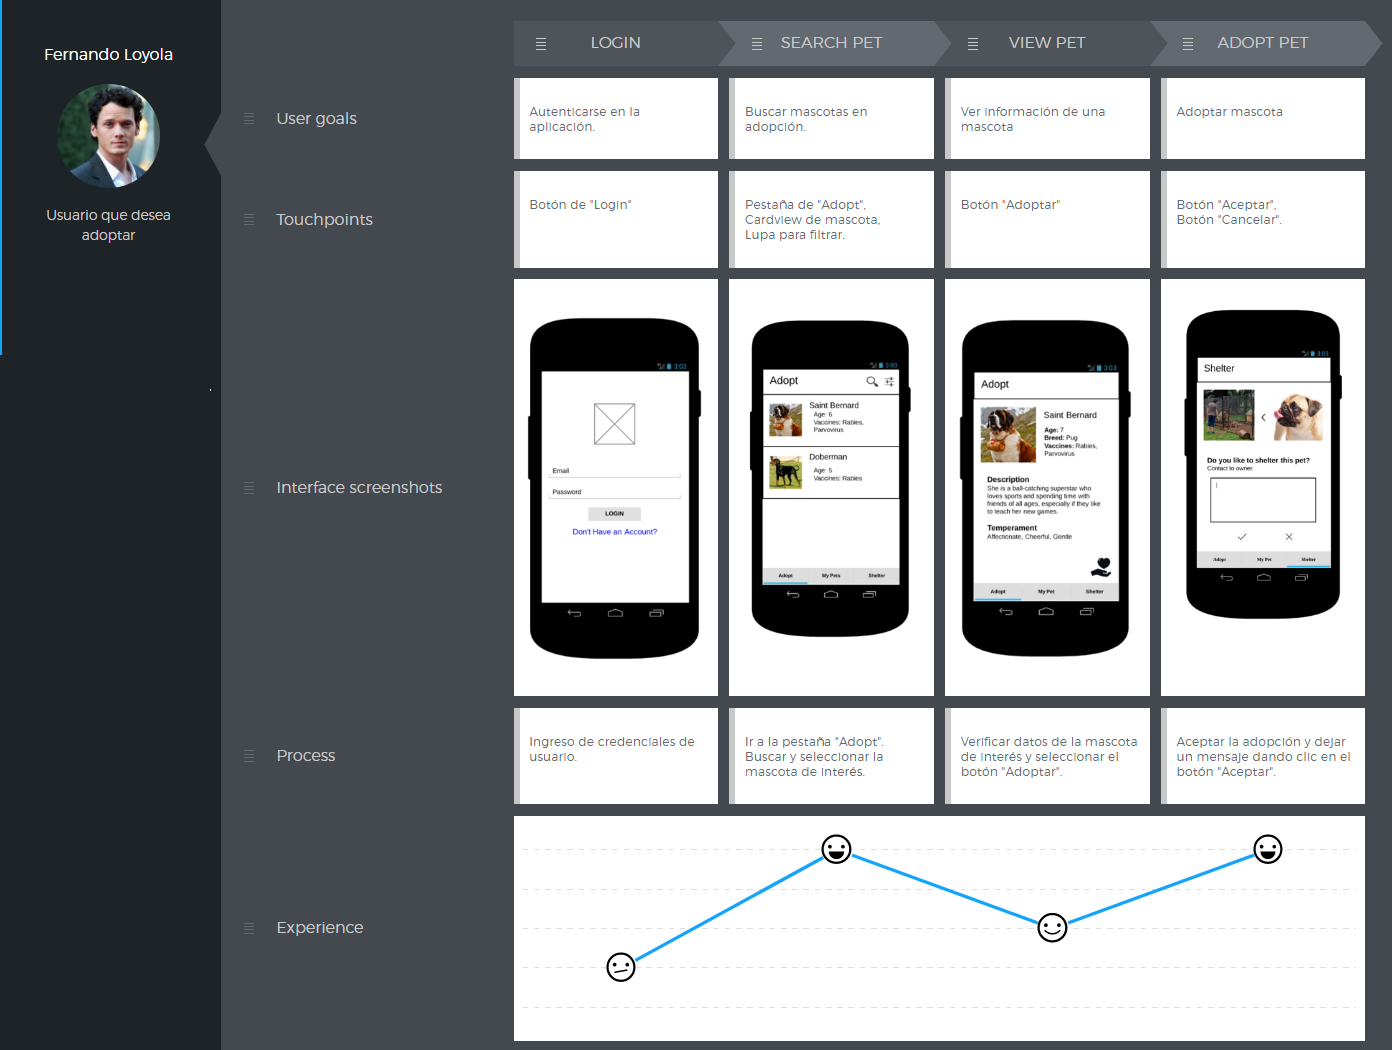 Fernando Loyola
Usuario que desea
adoptar
LOGIN
SEARCH PET
VIEW PET
ADOPT PET
User goals
Autenticarse en la
aplicación.
Buscar mascotas en
adopción.
Ver información de una
mascota
Adoptar mascota
Touchpoints
Botón de "Login"
Pestaña de "Adopt",
Cardview de mascota,
Lupa para filtrar.
Botón "Adoptar"
Botón "Aceptar",
Botón "Cancelar".
Interface screenshots
3:03
Email
Password
LOGIN
Don't Have an Account?
3:03
Adopt
Saint Bernard
Age: 6
Vaccines: Rabies,
Parvovirus
Doberman
Age: 5
Vaccines: Rabies
Adopt
My Pets
Shelter
3:03
Adopt
Saint Bernard
Age: 7
Breed: Pug
Vaccines: Rabies,
Parvovirus
Description
She is a ball-catching superstar who
loves sports and spending time with
friends of all ages, especially if they like
to teach her new games.
Temperament
Affectionate, Cheerful, Gentle
Adopt
My Pet
Shelter
3:03
Shelter
Do you like to shelter this pet?
Contact to owner.
Adopt
My Pet
Shelter
Process
Ingreso de credenciales de
usuario.
Ir a la pestaña "Adopt".
Buscar y seleccionar la
mascota de interés.
Verificar datos de la mascota
de interés y seleccionar el
botón "Adoptar".
Aceptar la adopción y dejar
un mensaje dando clic en el
botón "Aceptar".
Experience